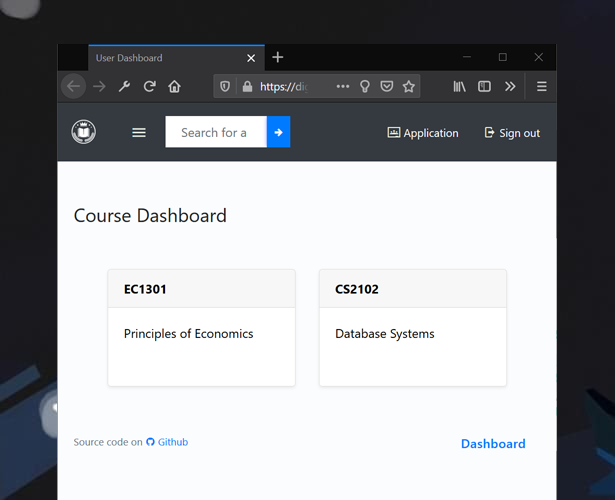 User Dashboard
https://di
Search for a
Application
Sign out
Course Dashboard
EC1301
CS2102
Principles of Economics
Database Systems
Source code on Github
Dashboard